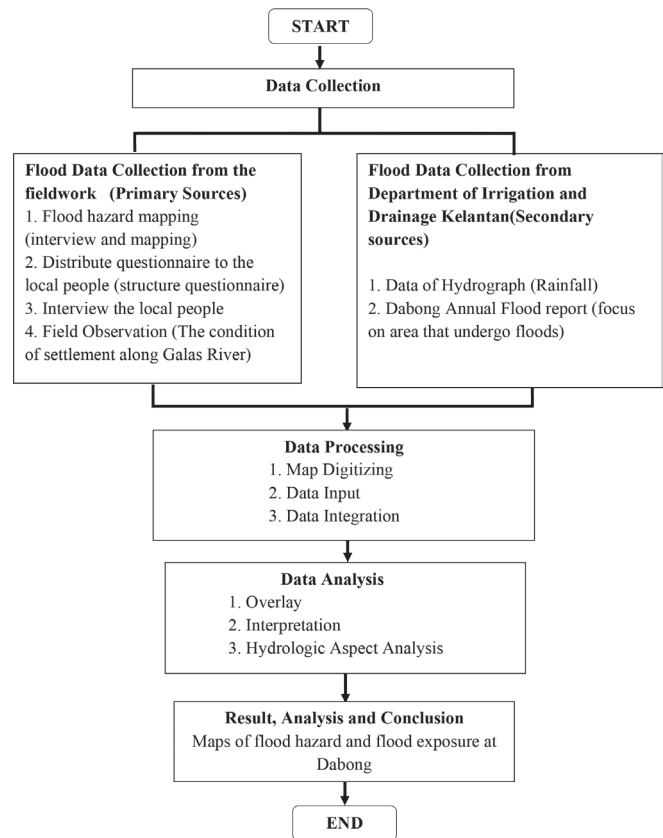 START
Data Collection
Flood Data Collection from the
fieldwork (Primary Sources)
1. Flood hazard mapping
(interview and mapping)
2. Distribute questionnaire to the
local people (structure questionnaire)
3. Interview the local people
4. Field Observation (The condition
of settlement along Galas River)
Flood Data Collection from
Department of Irrigation and
Drainage Kelantan(Secondary
sources)
1. Data of Hydrograph (Rainfall)
2. Dabong Annual Flood report (focus
on area that undergo floods)
Data Processing
1. Map Digitizing
2. Data Input
3. Data Integration
Data Analysis
1. Overlay
2. Interpretation
3. Hydrologic Aspect Analysis
Result, Analysis and Conclusion
Maps of flood hazard and flood exposure at
Dabong
END